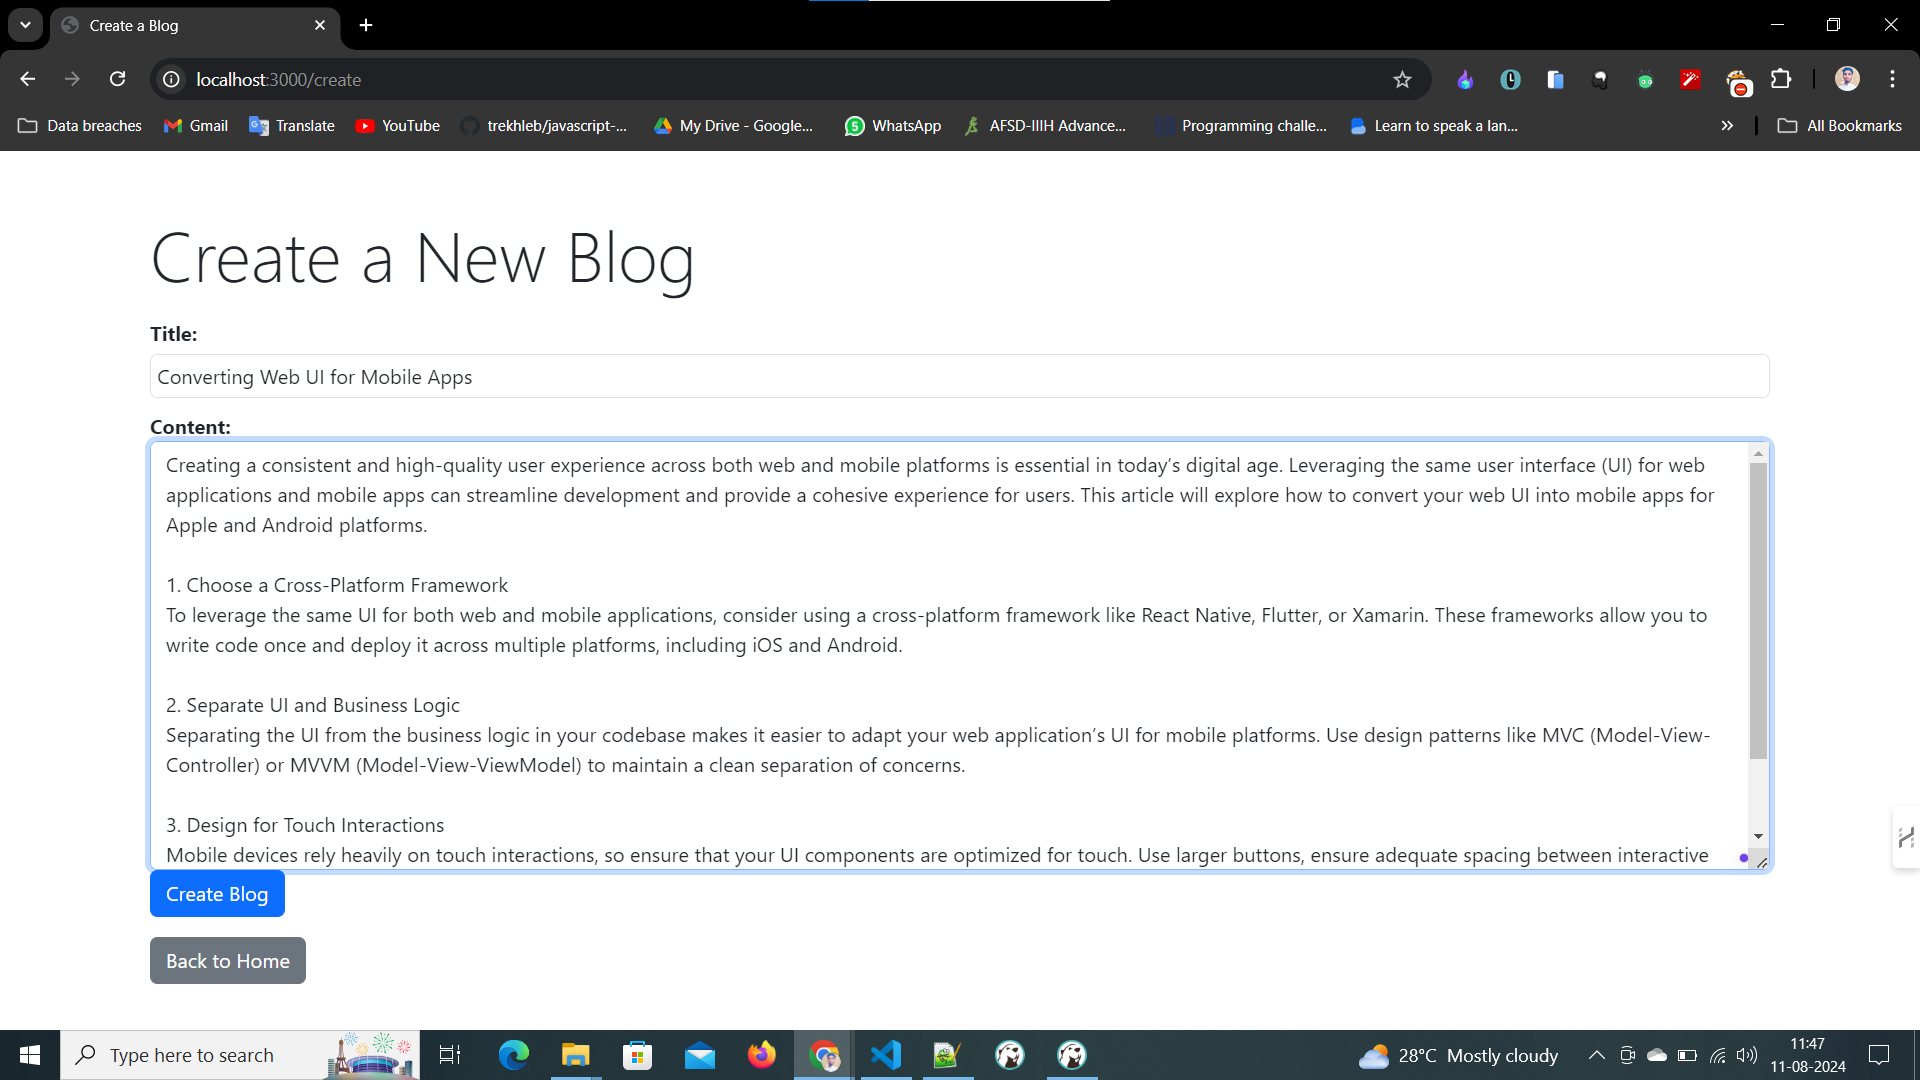 Create a Blog
localhost:3000/create
Data breaches Gmail Translate YouTube trekhleb/javascript-... My Drive - Google... WhatsApp AFSD-IIIH Advance... Programming challe... Learn to speak a lan... » All Bookmarks
Create a New Blog
Title:
Converting Web UI for Mobile Apps
Content:
Creating a consistent and high-quality user experience across both web and mobile platforms is essential in today’s digital age. Leveraging the same user interface (UI) for web
applications and mobile apps can streamline development and provide a cohesive experience for users. This article will explore how to convert your web UI into mobile apps for
Apple and Android platforms.
1. Choose a Cross-Platform Framework
To leverage the same UI for both web and mobile applications, consider using a cross-platform framework like React Native, Flutter, or Xamarin. These frameworks allow you to
write code once and deploy it across multiple platforms, including iOS and Android.
2. Separate UI and Business Logic
Separating the UI from the business logic in your codebase makes it easier to adapt your web application’s UI for mobile platforms. Use design patterns like MVC (Model-View-
Controller) or MVVM (Model-View-ViewModel) to maintain a clean separation of concerns.
3. Design for Touch Interactions
Mobile devices rely heavily on touch interactions, so ensure that your UI components are optimized for touch. Use larger buttons, ensure adequate spacing between interactive
Create Blog
Back to Home
Type here to search
28°C Mostly cloudy
11:47
11-08-2024